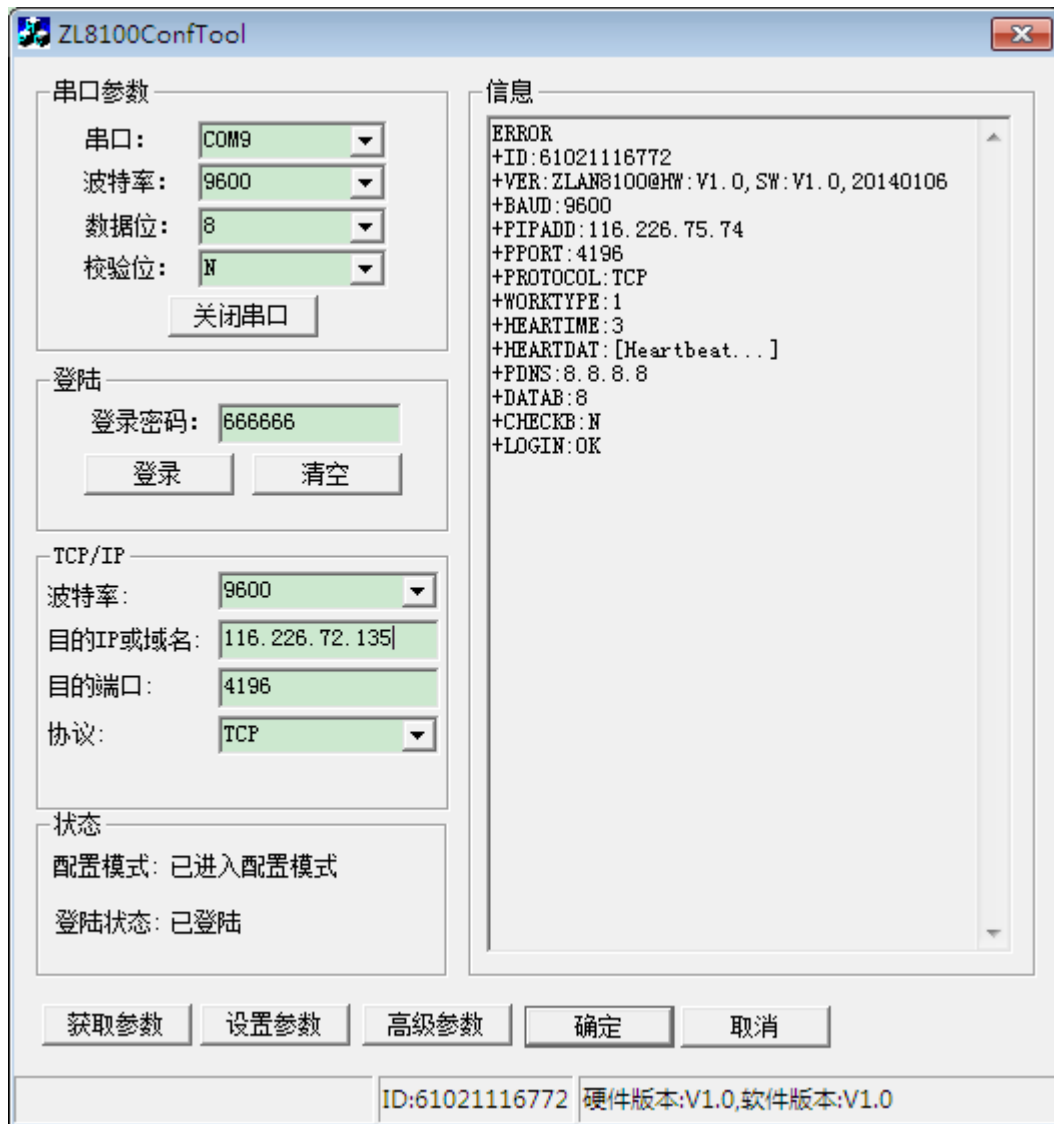 ZL8100ConfTool
串口参数
串口: COM9
波特率: 9600
数据位: 8
校验位: N
关闭串口
登陆
登录密码: 666666
登录 清空
TCP/IP
波特率: 9600
目的IP或域名: 116.226.72.135
目的端口: 4196
协议: TCP
状态
配置模式: 已进入配置模式
登陆状态: 已登陆
信息
ERROR
+ID:61021116772
+VER:ZLAN8100@HW:V1.0,SW:V1.0,20140106
+BAUD:9600
+PIPADD:116.226.75.74
+PPORT:4196
+PROTOCOL:TCP
+WORKTYPE:1
+HEARTIME:3
+HEARTDAT:[Heartbeat...]
+PDNS:8.8.8.8
+DATAB:8
+CHECKB:N
+LOGIN:OK
获取参数 设置参数 高级参数 确定 取消
ID:61021116772 硬件版本:V1.0,软件版本:V1.0